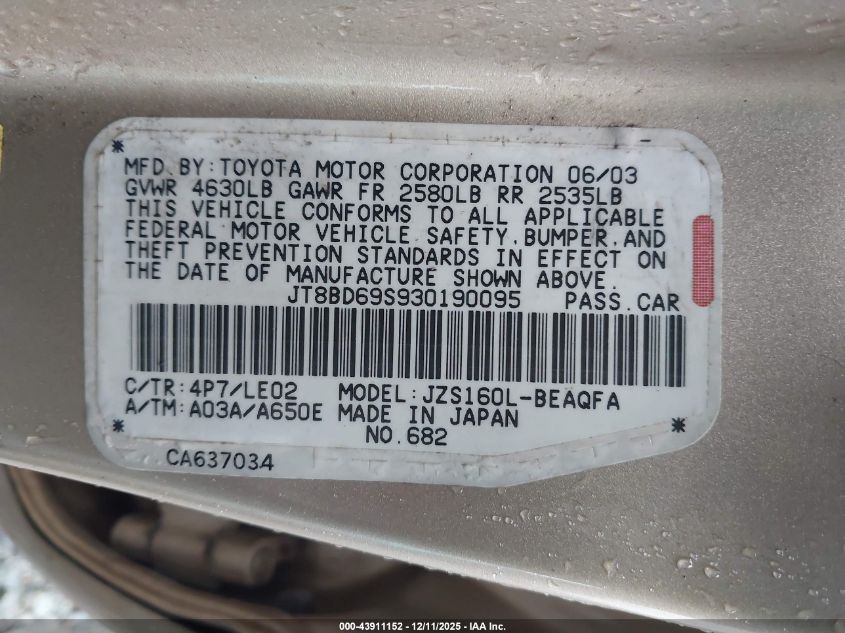 MFD.BY:TOYOTA MOTOR CORPORATION 06/03
GVWR 4630LB GAWR FR 2580LB RR 2535LB
THIS VEHICLE CONFORMS TO ALL APPLICABLE
FEDERAL MOTOR VEHICLE SAFETY,BUMPER,AND
THEFT PREVENTION STANDARDS IN EFFECT ON
THE DATE OF MANUFACTURE SHOWN ABOVE.
JT8BD69S930190095 PASS.CAR
C/TR:4P7/LE02 MODEL:JZS160L-BEAQFA
A/TM:A03A/A650E MADE IN JAPAN
NO.682
CA637034
000-43911152 - 12/11/2025 - IAA Inc.